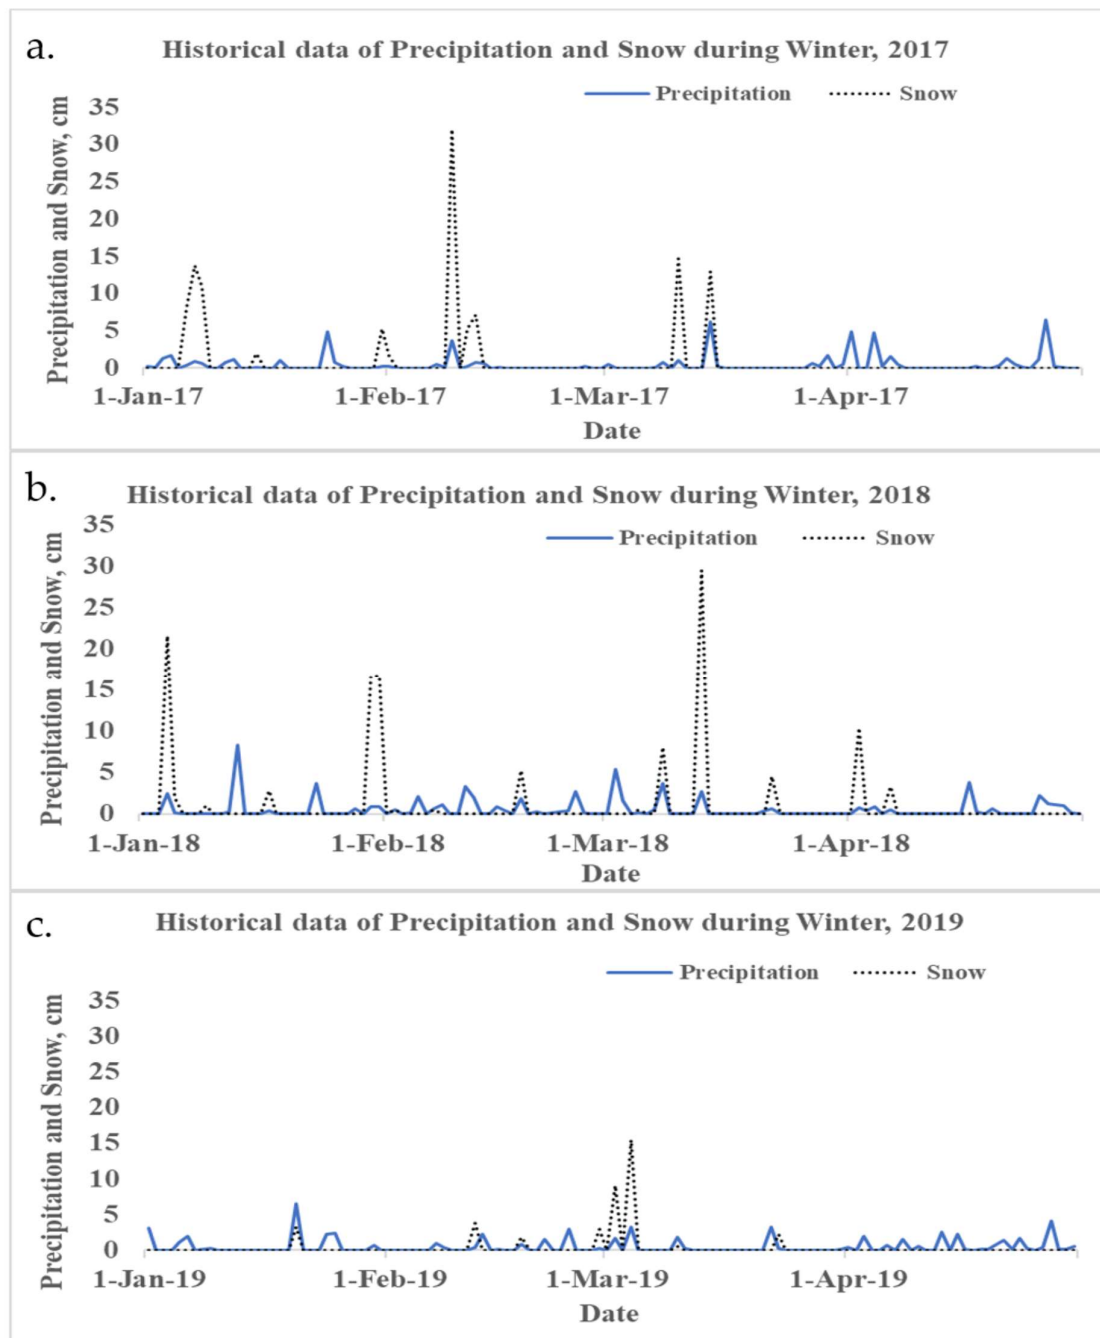 a.
Historical data of Precipitation and Snow during Winter, 2017
Precipitation
Snow
Precipitation and Snow, cm
35
30
25
20
15
10
5
0
1-Jan-17
1-Feb-17
1-Mar-17
1-Apr-17
Date
b.
Historical data of Precipitation and Snow during Winter, 2018
Precipitation
Snow
Precipitation and Snow, cm
35
30
25
20
15
10
5
0
1-Jan-18
1-Feb-18
1-Mar-18
1-Apr-18
Date
c.
Historical data of Precipitation and Snow during Winter, 2019
Precipitation
Snow
Precipitation and Snow, cm
35
30
25
20
15
10
5
0
1-Jan-19
1-Feb-19
1-Mar-19
1-Apr-19
Date